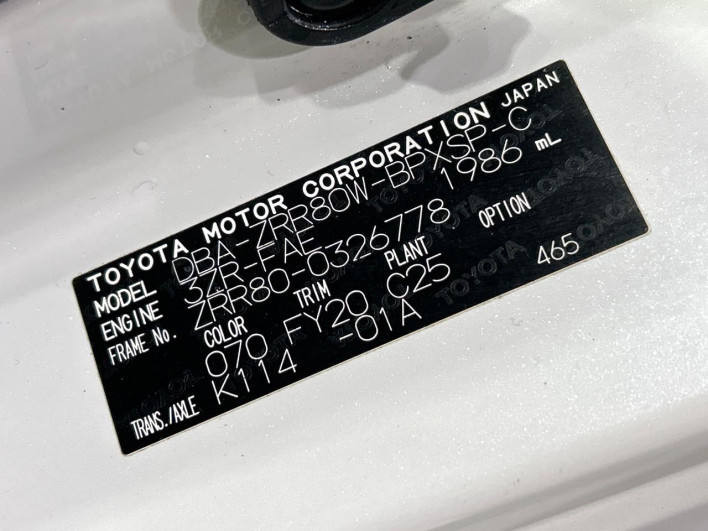 TOYOTA MOTOR CORPORATION JAPAN
MODEL DBA-ZRR80W-BPXSP-C
ENGINE 3ZR-FAE 1986 mL
FRAME No. ZRR80-0326778
COLOR TRIM PLANT OPTION
070 FY20 C25 465
TRANS./AXLE K114 -01A